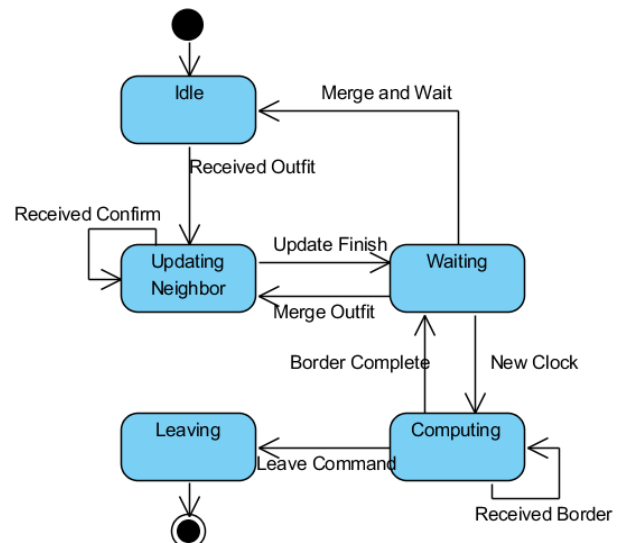 Idle
Merge and Wait
Received Outfit
Received Confirm
Updating
Neighbor
Update Finish
Waiting
Merge Outfit
Border Complete
New Clock
Leaving
Computing
Leave Command
Received Border